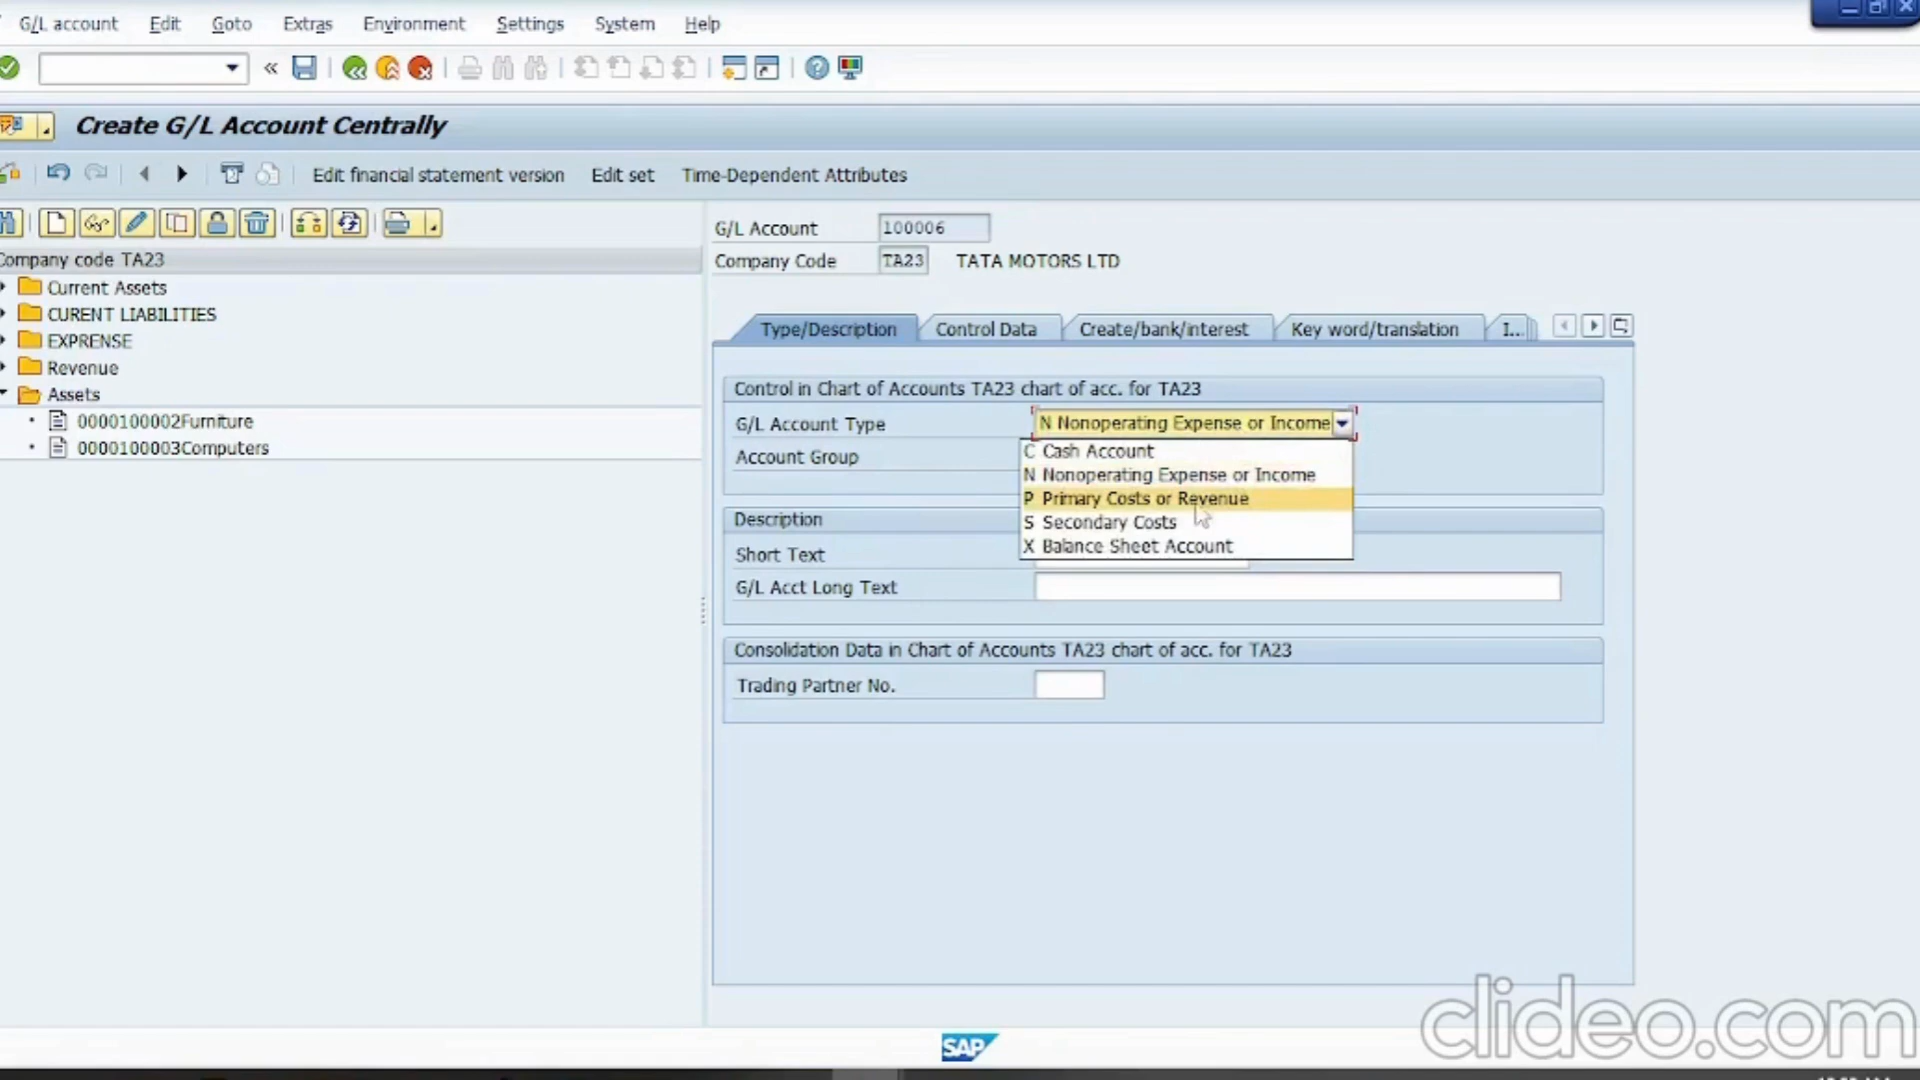 G/L account Edit Goto Extras Environment Settings System Help
Create G/L Account Centrally
Edit financial statement version Edit set Time-Dependent Attributes
Company code TA23
Current Assets
CURENT LIABILITIES
EXPRENSE
Revenue
Assets
0000100002Furniture
0000100003Computers
G/L Account 100006
Company Code TA23 TATA MOTORS LTD
Type/Description Control Data Create/bank/interest Key word/translation I...
Control in Chart of Accounts TA23 chart of acc. for TA23
G/L Account Type N Nonoperating Expense or Income
Account Group
C Cash Account
N Nonoperating Expense or Income
P Primary Costs or Revenue
S Secondary Costs
X Balance Sheet Account
Description
Short Text
G/L Acct Long Text
Consolidation Data in Chart of Accounts TA23 chart of acc. for TA23
Trading Partner No.
SAP
clideo.com